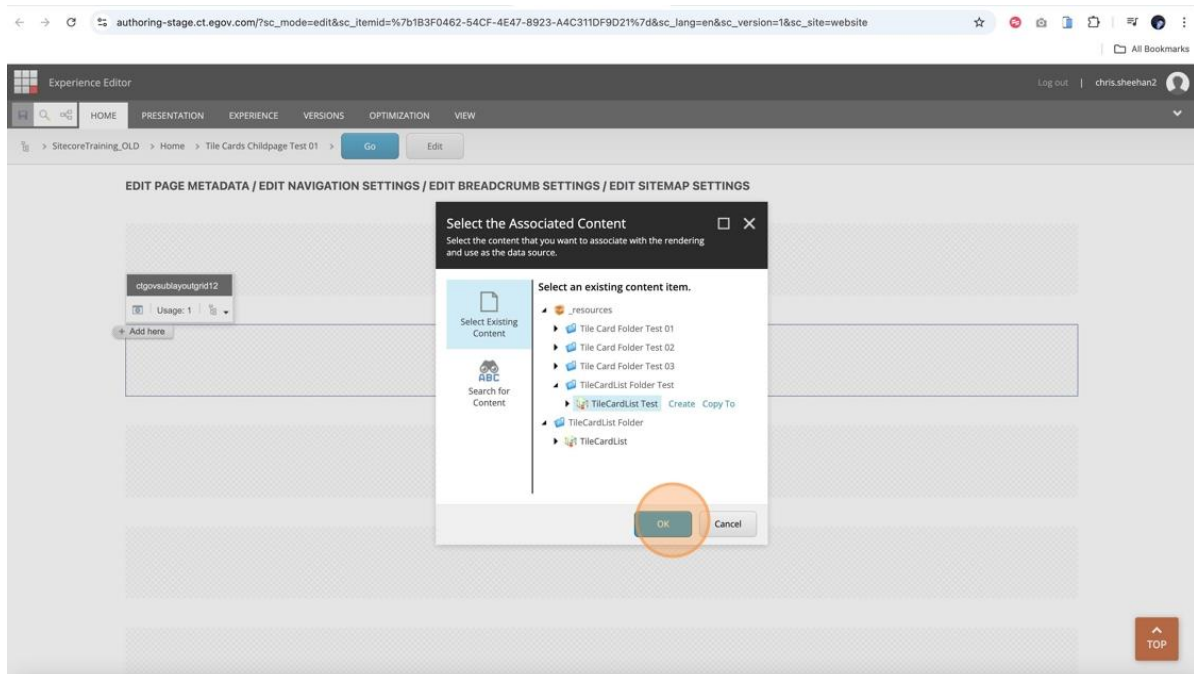 authoring-stage.ct.egov.com/?sc_mode=edit&sc_itemid=%7b1B3F0462-54CF-4E47-8923-A4C311DF9D21%7d&sc_lang=en&sc_version=1&sc_site=website
All Bookmarks
Experience Editor
Log out | chris.sheehan2
HOME PRESENTATION EXPERIENCE VERSIONS OPTIMIZATION VIEW
> SitecoreTraining_OLD > Home > Tile Cards Childpage Test 01 > Go Edit
EDIT PAGE METADATA / EDIT NAVIGATION SETTINGS / EDIT BREADCRUMB SETTINGS / EDIT SITEMAP SETTINGS
Select the Associated Content
Select the content that you want to associate with the rendering
and use as the data source.
ctgovsublayoutgrid12
Usage: 1
+ Add here
Select Existing
Content
ABC
Search for
Content
Select an existing content item.
_resources
Tile Card Folder Test 01
Tile Card Folder Test 02
Tile Card Folder Test 03
TileCardList Folder Test
TileCardList Test Create Copy To
TileCardList Folder
TileCardList
OK Cancel
TOP